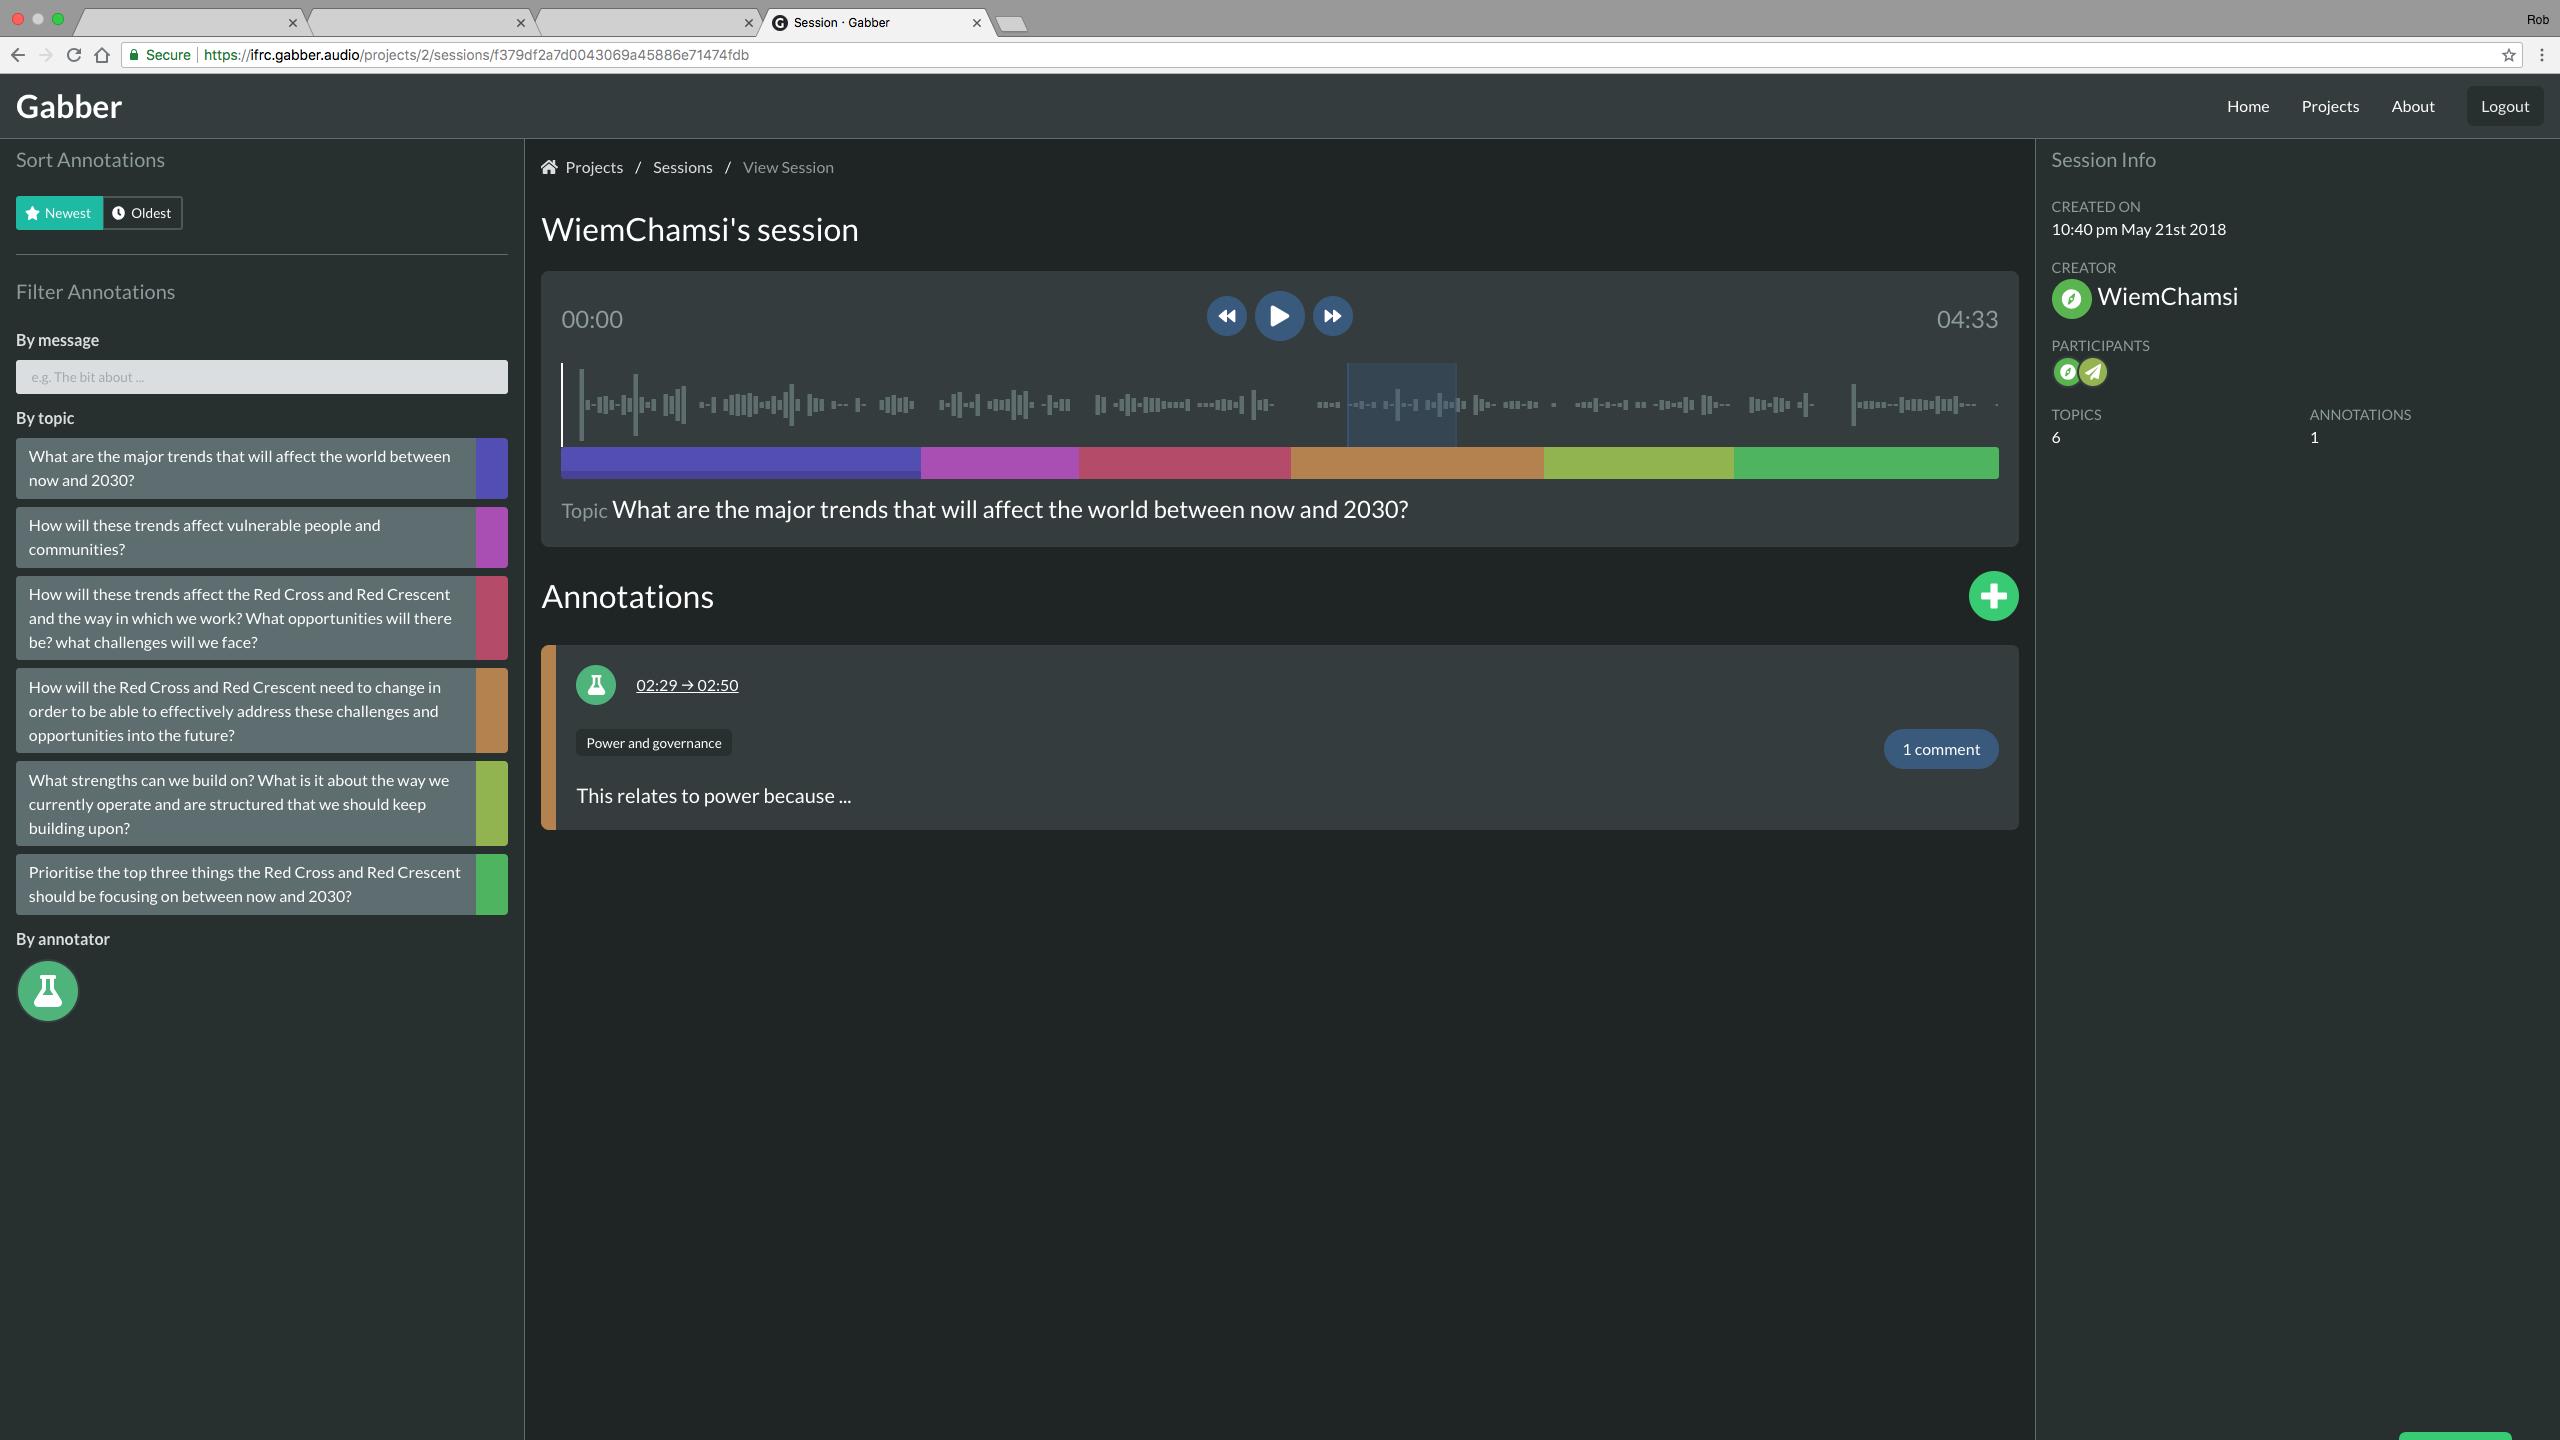 Session · Gabber
Rob
Secure
https://ifrc.gabber.audio/projects/2/sessions/f379df2a7d0043069a45886e71474fdb
Gabber
Home
Projects
About
Logout
Sort Annotations
Newest
Oldest
Filter Annotations
By message
e.g. The bit about ...
By topic
What are the major trends that will affect the world between
now and 2030?
How will these trends affect vulnerable people and
communities?
How will these trends affect the Red Cross and Red Crescent
and the way in which we work? What opportunities will there
be? what challenges will we face?
How will the Red Cross and Red Crescent need to change in
order to be able to effectively address these challenges and
opportunities into the future?
What strengths can we build on? What is it about the way we
currently operate and are structured that we should keep
building upon?
Prioritise the top three things the Red Cross and Red Crescent
should be focusing on between now and 2030?
By annotator
Projects / Sessions / View Session
WiemChamsi's session
00:00
04:33
Topic What are the major trends that will affect the world between now and 2030?
Annotations
02:29 → 02:50
Power and governance
1 comment
This relates to power because ...
Session Info
CREATED ON
10:40 pm May 21st 2018
CREATOR
WiemChamsi
PARTICIPANTS
TOPICS
6
ANNOTATIONS
1